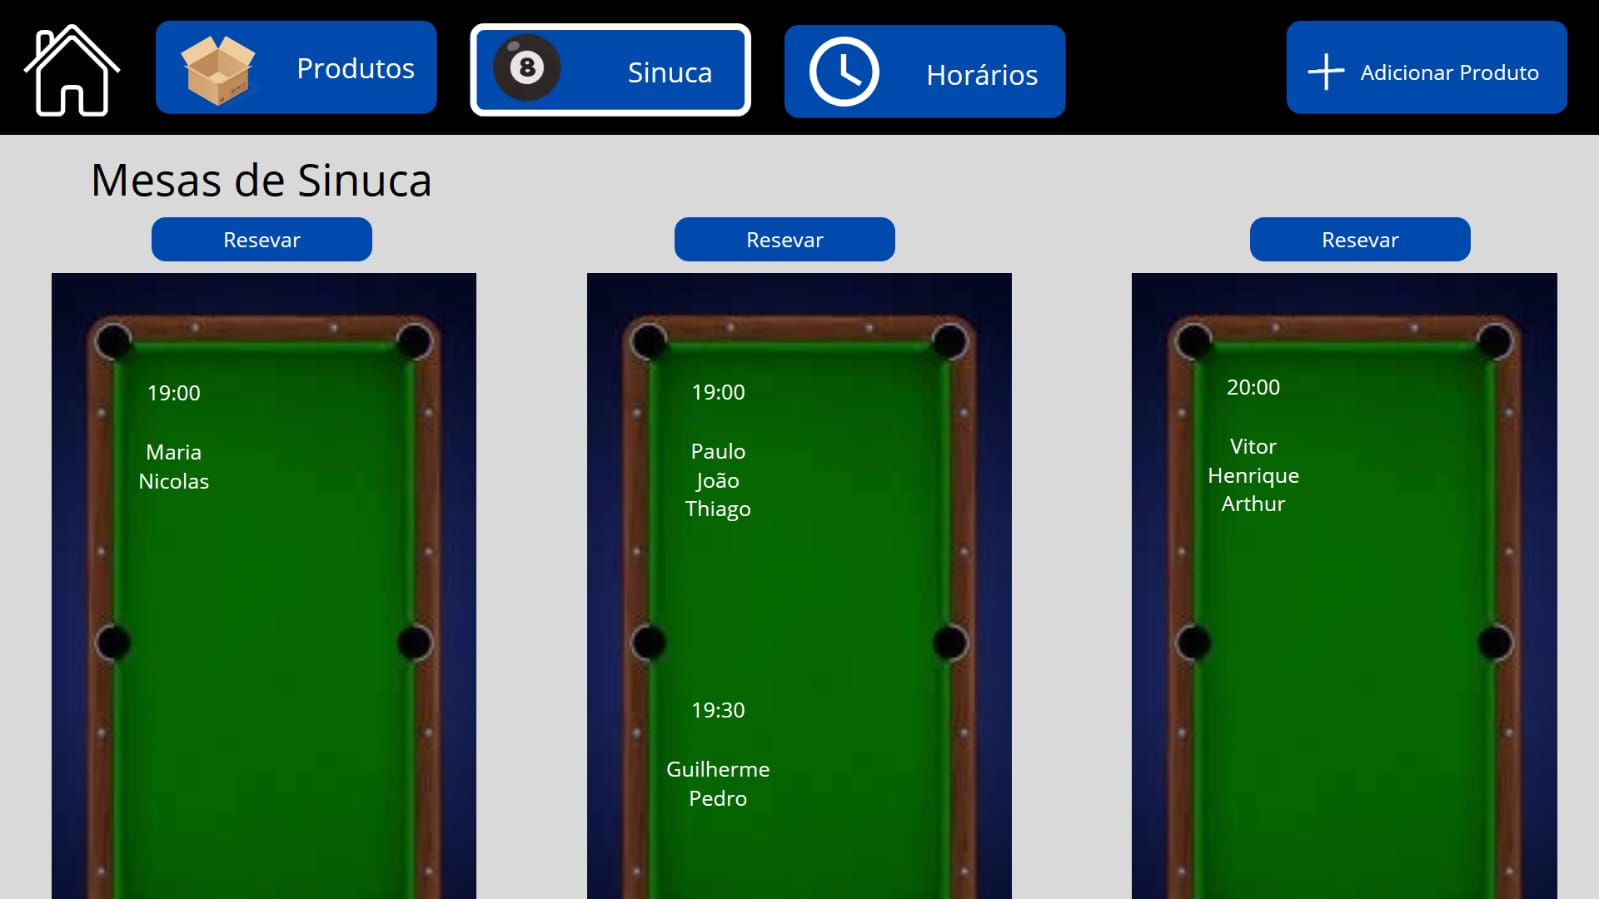 Produtos
8
Sinuca
Horários
Adicionar Produto
Mesas de Sinuca
Resevar
Resevar
Resevar
19:00
Maria
Nicolas
19:00
Paulo
João
Thiago
19:30
Guilherme
Pedro
20:00
Vitor
Henrique
Arthur